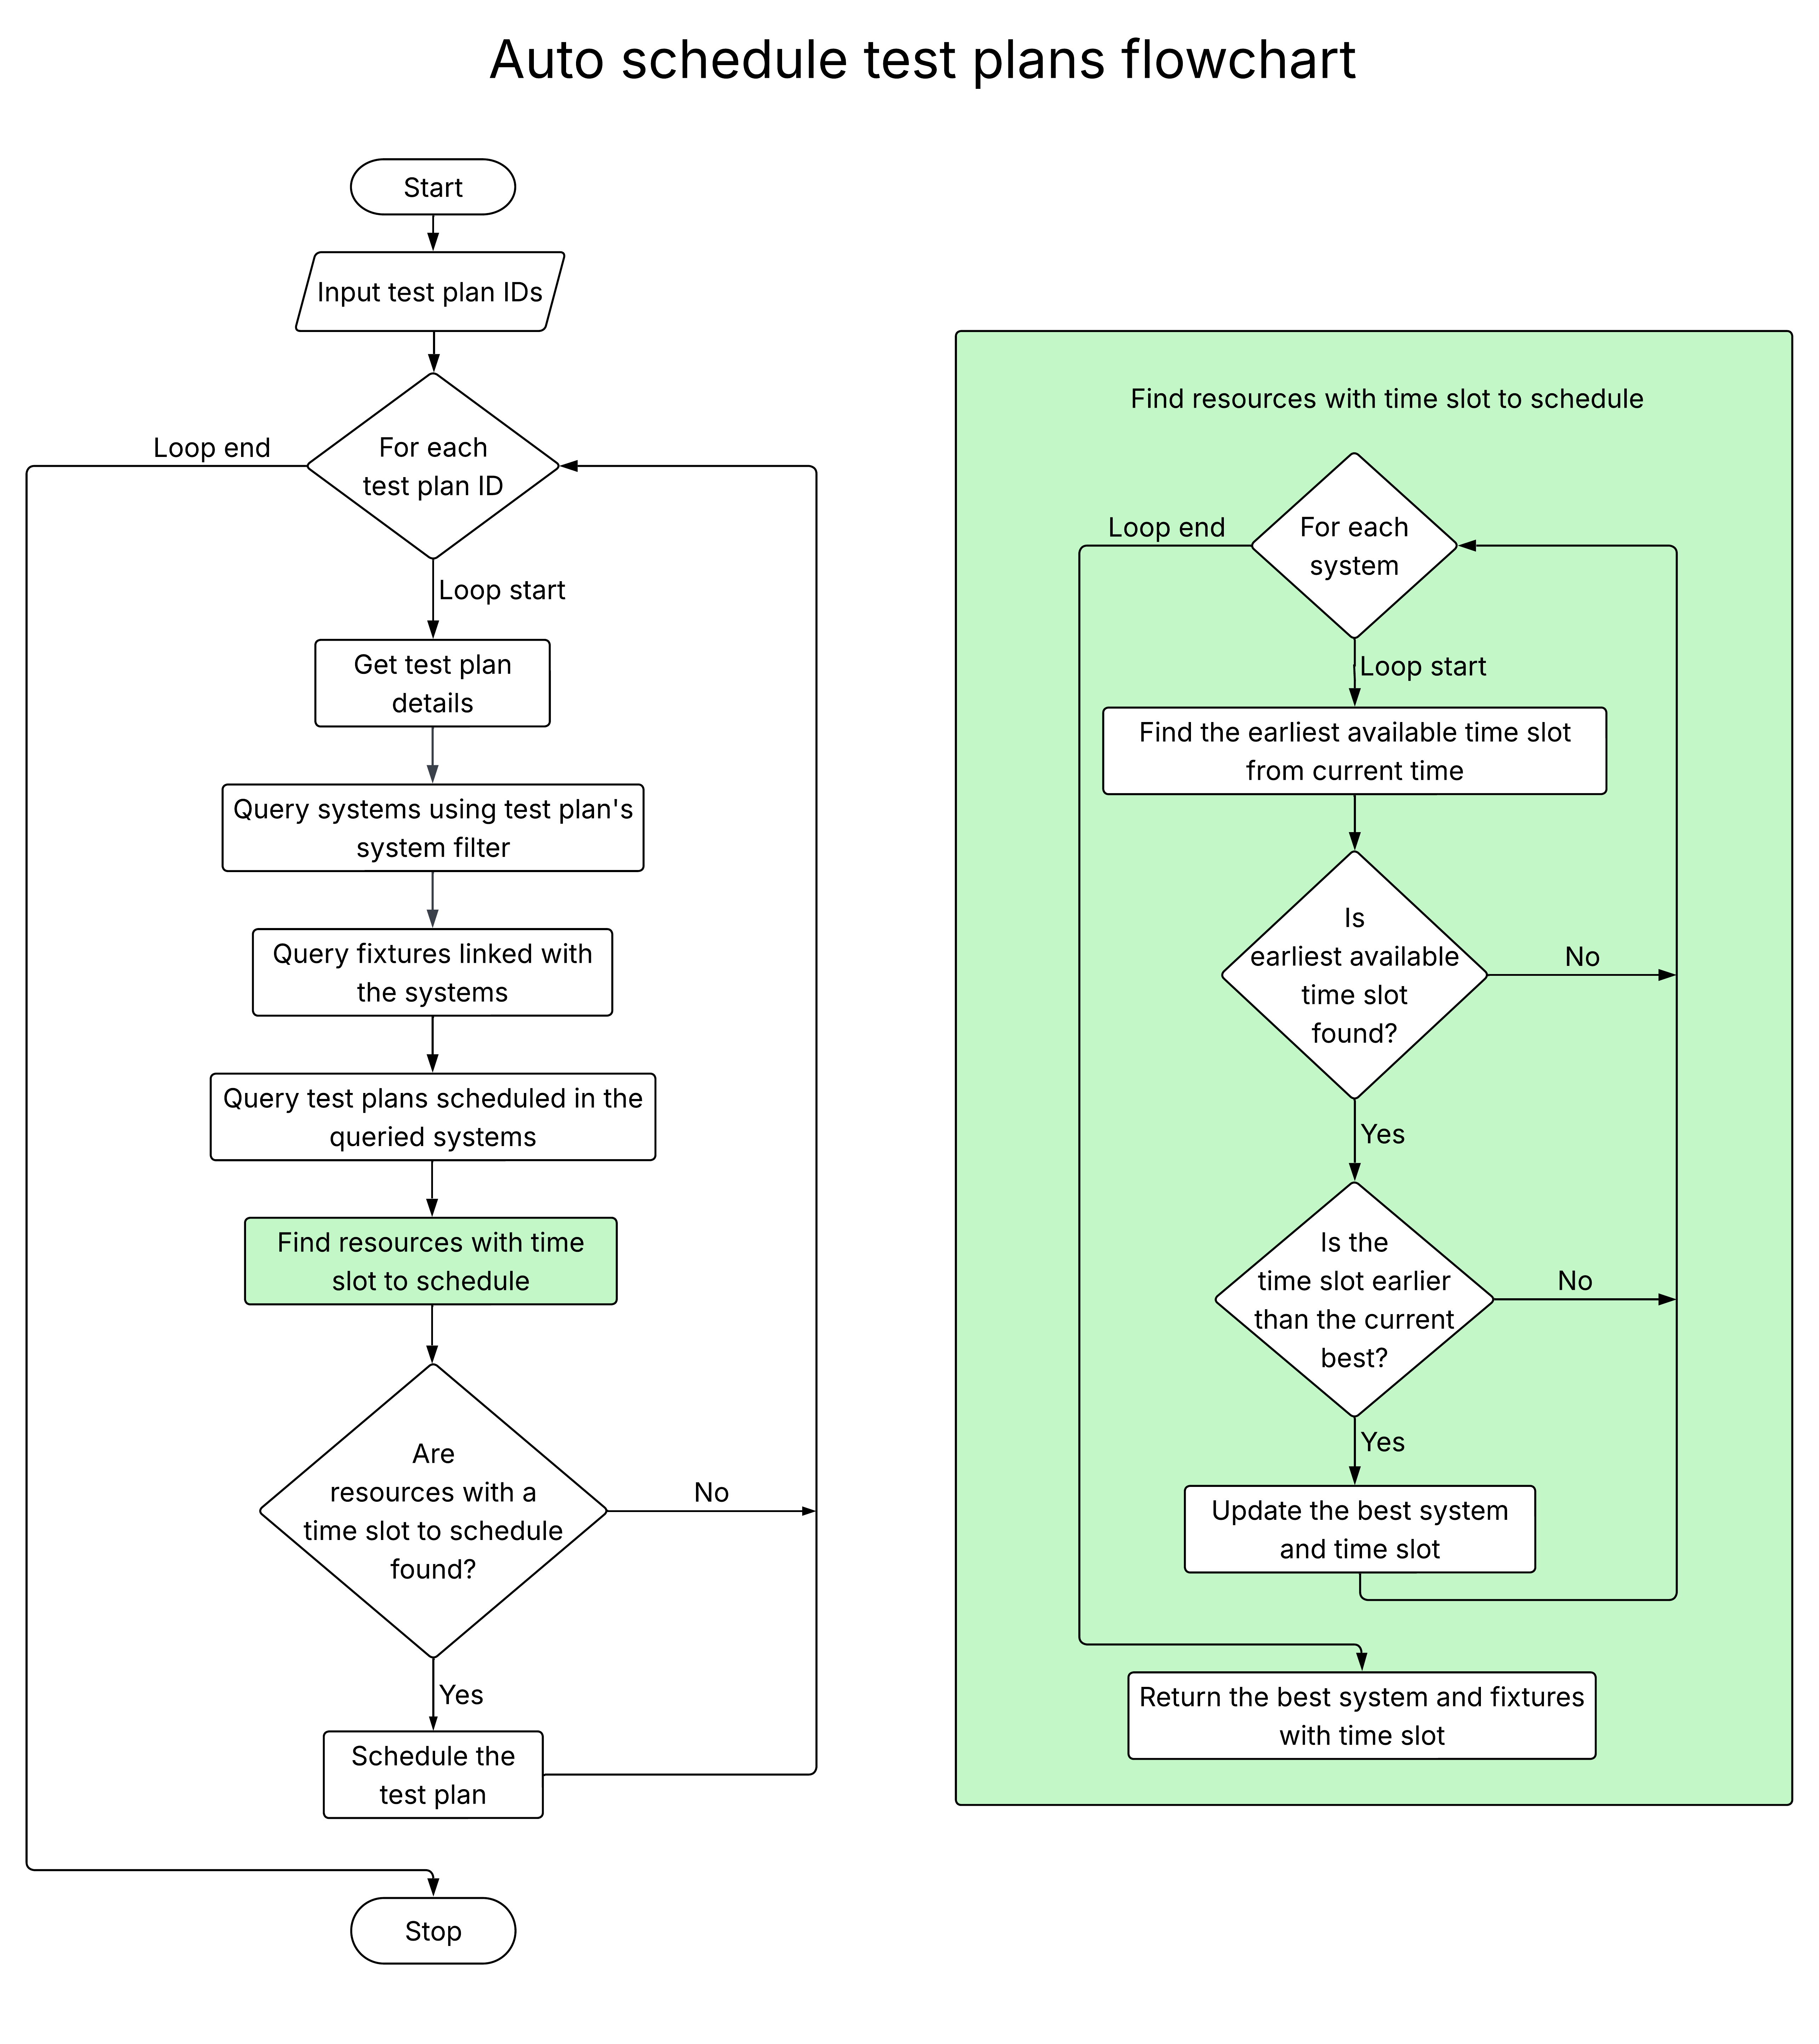 Auto schedule test plans flowchart
Start
Input test plan IDs
For each
test plan ID
Loop end
Loop start
Get test plan
details
Query systems using test plan's
system filter
Query fixtures linked with
the systems
Query test plans scheduled in the
queried systems
Find resources with time
slot to schedule
Are
resources with a
time slot to schedule
found?
No
Yes
Schedule the
test plan
Stop
Find resources with time slot to schedule
For each
system
Loop end
Loop start
Find the earliest available time slot
from current time
Is
earliest available
time slot
found?
No
Yes
Is the
time slot earlier
than the current
best?
No
Yes
Update the best system
and time slot
Return the best system and fixtures
with time slot